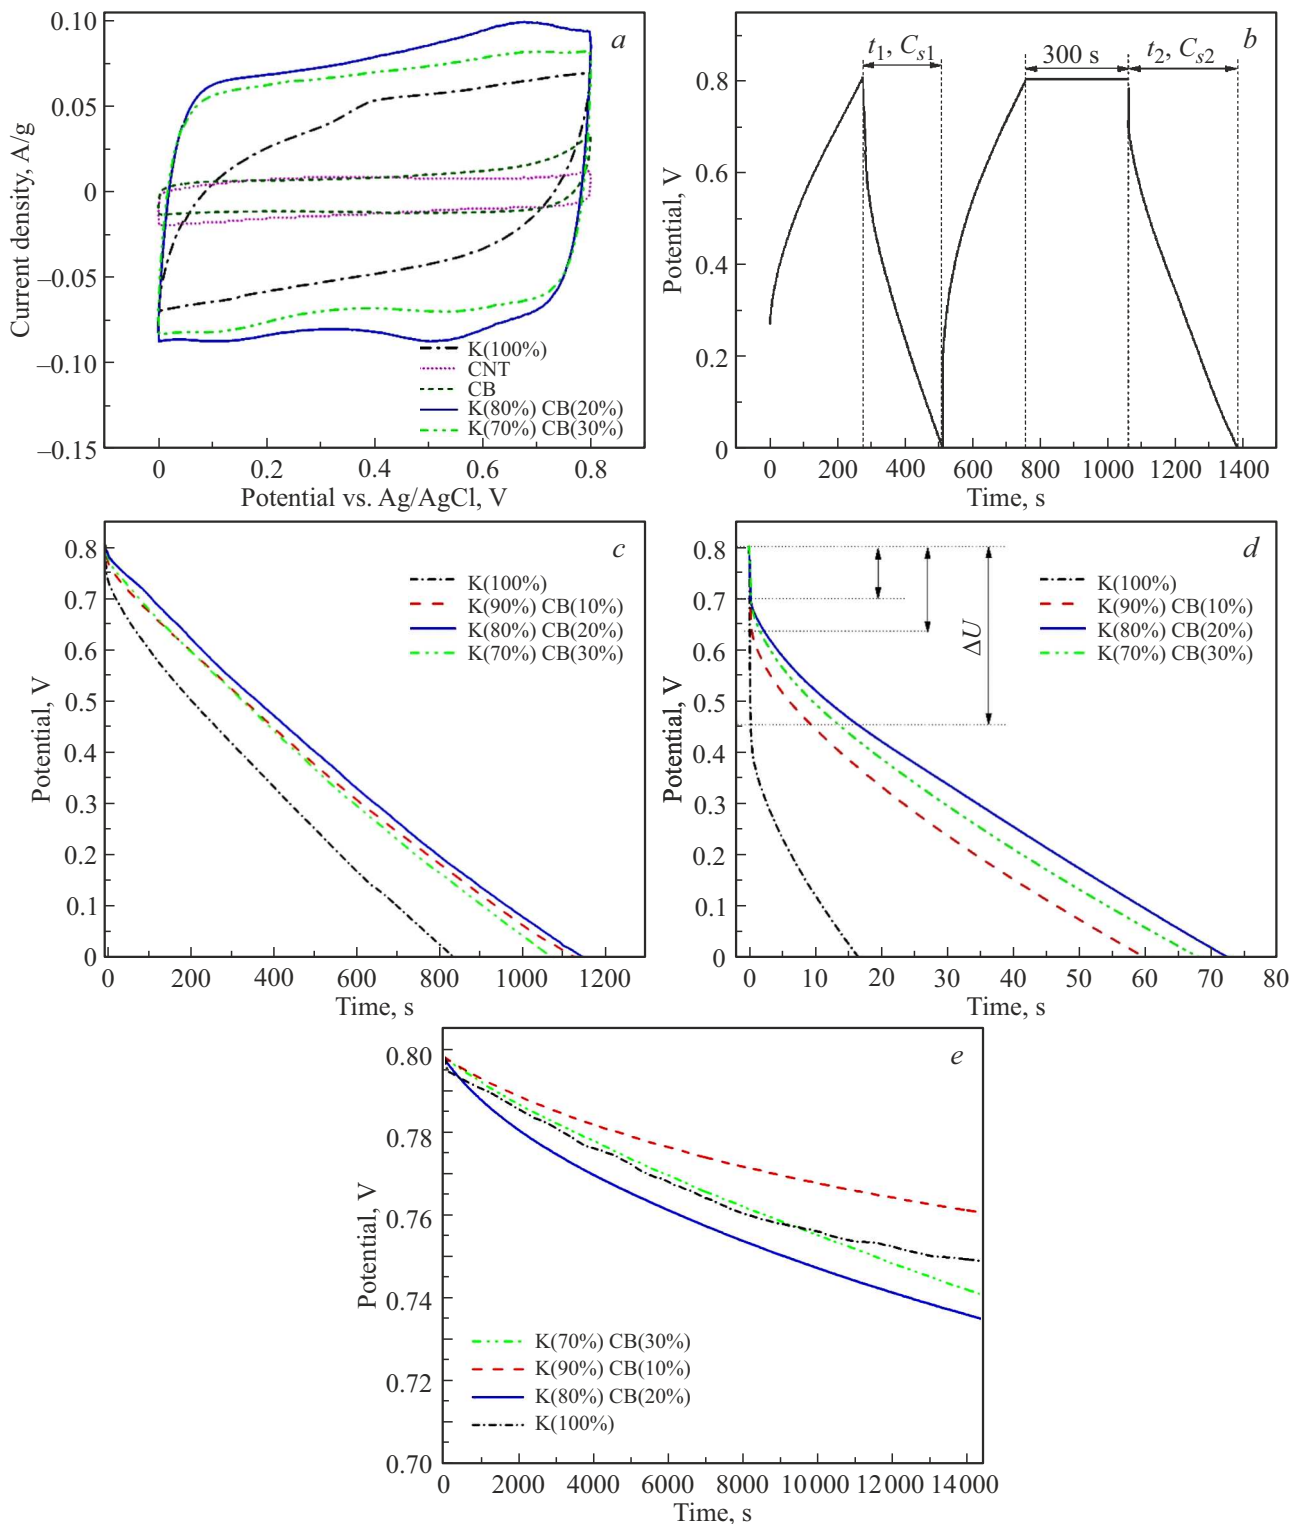 a
Current density, A/g
0.10
0.05
0
–0.05
–0.10
–0.15
K(100%)
CNT
CB
K(80%) CB(20%)
K(70%) CB(30%)
0 0.2 0.4 0.6 0.8
Potential vs. Ag/AgCl, V
b
t1, Cs1
300 s
t2, Cs2
Potential, V
0.8
0.6
0.4
0.2
0
0 200 400 600 800 1000 1200 1400
Time, s
c
Potential, V
0.8
0.7
0.6
0.5
0.4
0.3
0.2
0.1
0
K(100%)
K(90%) CB(10%)
K(80%) CB(20%)
K(70%) CB(30%)
0 200 400 600 800 1000 1200
Time, s
d
Potential, V
0.8
0.7
0.6
0.5
0.4
0.3
0.2
0.1
0
ΔU
K(100%)
K(90%) CB(10%)
K(80%) CB(20%)
K(70%) CB(30%)
0 10 20 30 40 50 60 70 80
Time, s
e
Potential, V
0.80
0.78
0.76
0.74
0.72
0.70
K(70%) CB(30%)
K(90%) CB(10%)
K(80%) CB(20%)
K(100%)
0 2000 4000 6000 8000 10000 12000 14000
Time, s